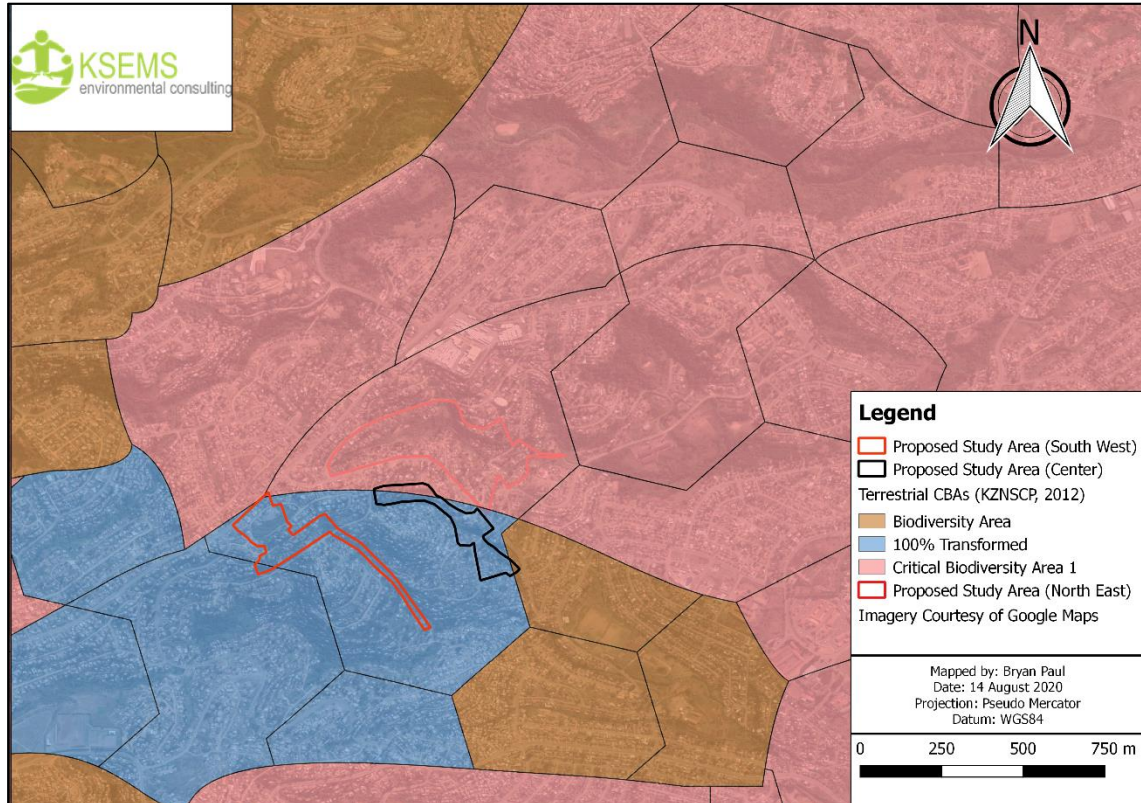 KSEMS
environmental consulting
N
Legend
Proposed Study Area (South West)
Proposed Study Area (Center)
Terrestrial CBAs (KZNSCP, 2012)
Biodiversity Area
100% Transformed
Critical Biodiversity Area 1
Proposed Study Area (North East)
Imagery Courtesy of Google Maps
Mapped by: Bryan Paul
Date: 14 August 2020
Projection: Pseudo Mercator
Datum: WGS84
0 250 500 750 m